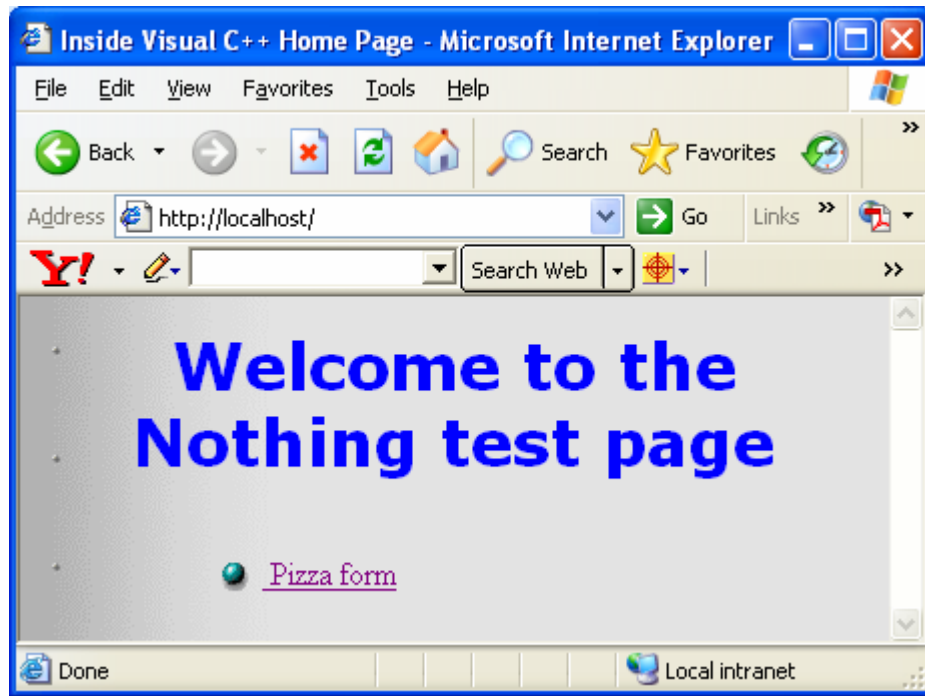 Inside Visual C++ Home Page - Microsoft Internet Explorer
File Edit View Favorites Tools Help
Back Search Favorites »
Address http://localhost/ Go Links »
Y! Search Web »
Welcome to the
Nothing test page
Pizza form
Done Local intranet